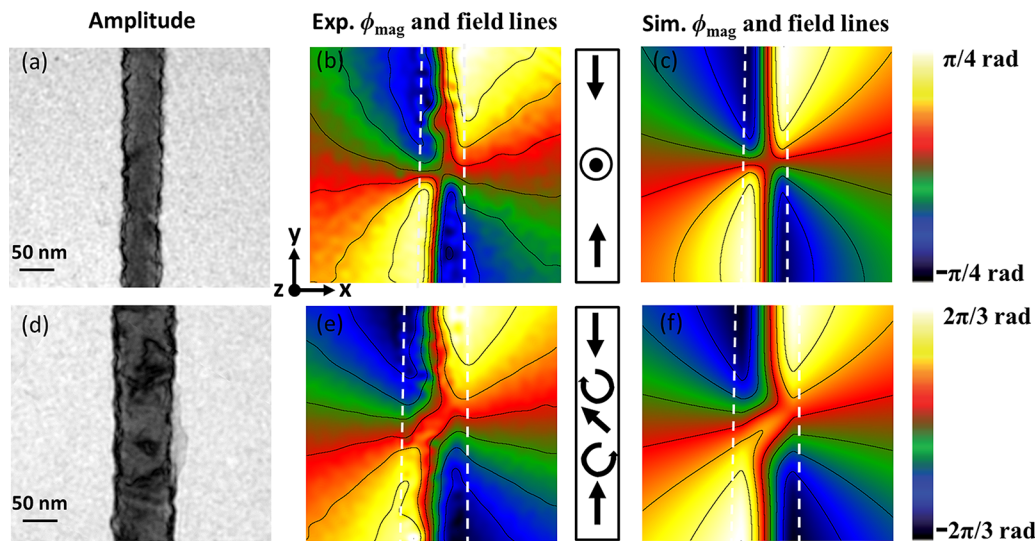 Amplitude
Exp. ϕmag and field lines
Sim. ϕmag and field lines
(a)
(b)
(c)
π/4 rad
50 nm
y
z
x
−π/4 rad
(d)
(e)
(f)
2π/3 rad
50 nm
−2π/3 rad